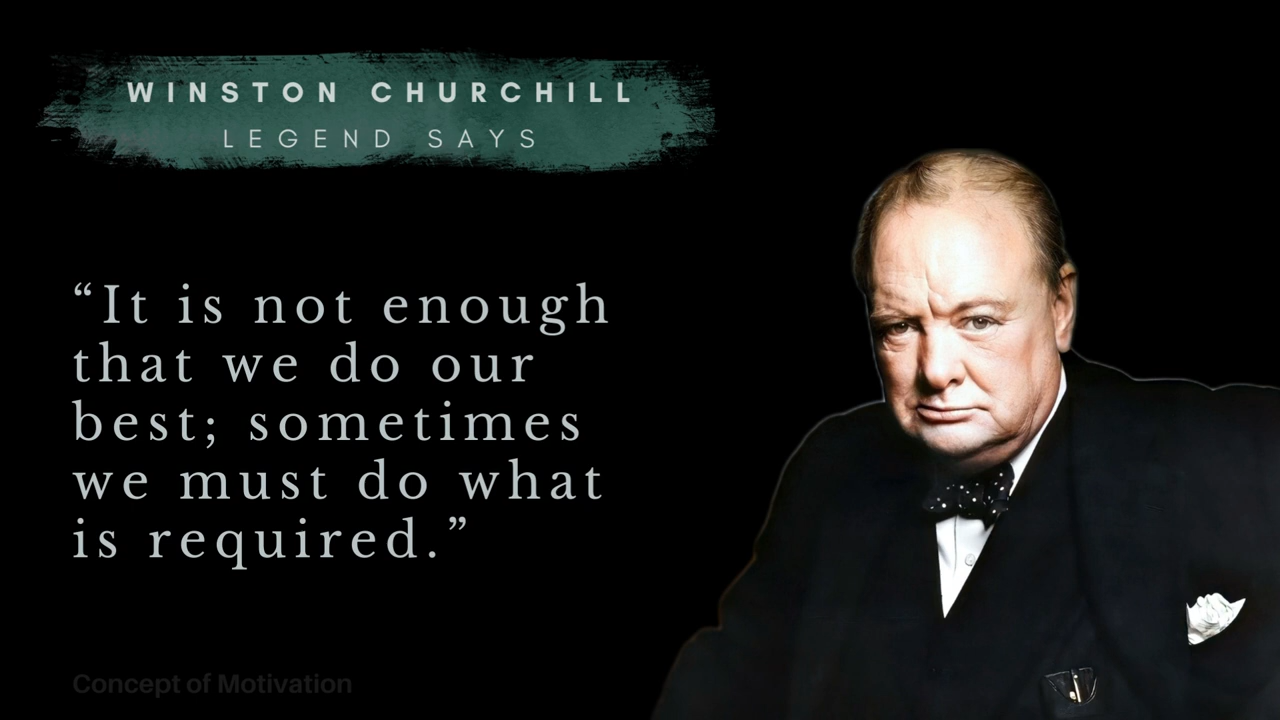 WINSTON CHURCHILL
LEGEND SAYS
“It is not enough
that we do our
best; sometimes
we must do what
is required.”
Concept of Motivation